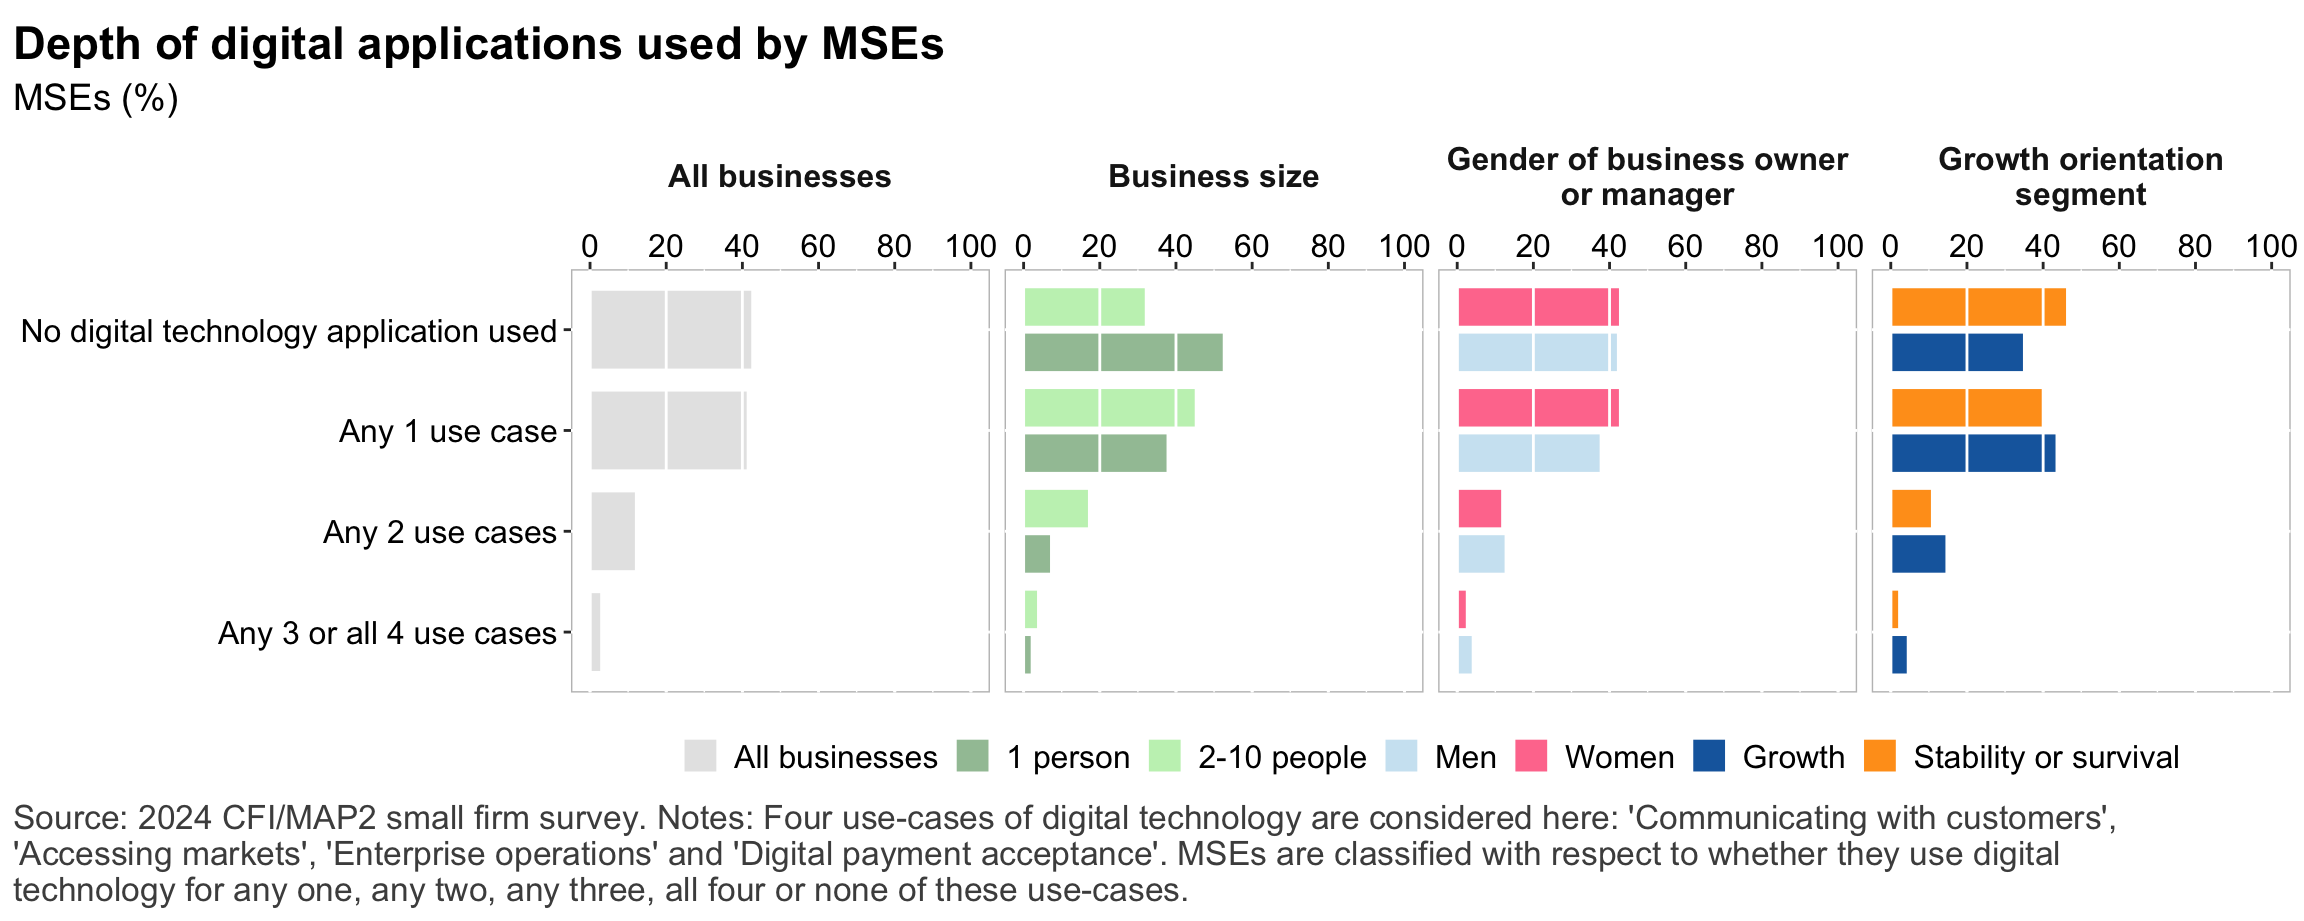 Depth of digital applications used by MSEs
MSEs (%)
All businesses
Business size
Gender of business owner
or manager
Growth orientation
segment
0 20 40 60 80 100
0 20 40 60 80 100
0 20 40 60 80 100
0 20 40 60 80 100
No digital technology application used
Any 1 use case
Any 2 use cases
Any 3 or all 4 use cases
All businesses 1 person 2-10 people Men Women Growth Stability or survival
Source: 2024 CFI/MAP2 small firm survey. Notes: Four use-cases of digital technology are considered here: 'Communicating with customers',
'Accessing markets', 'Enterprise operations' and 'Digital payment acceptance'. MSEs are classified with respect to whether they use digital
technology for any one, any two, any three, all four or none of these use-cases.